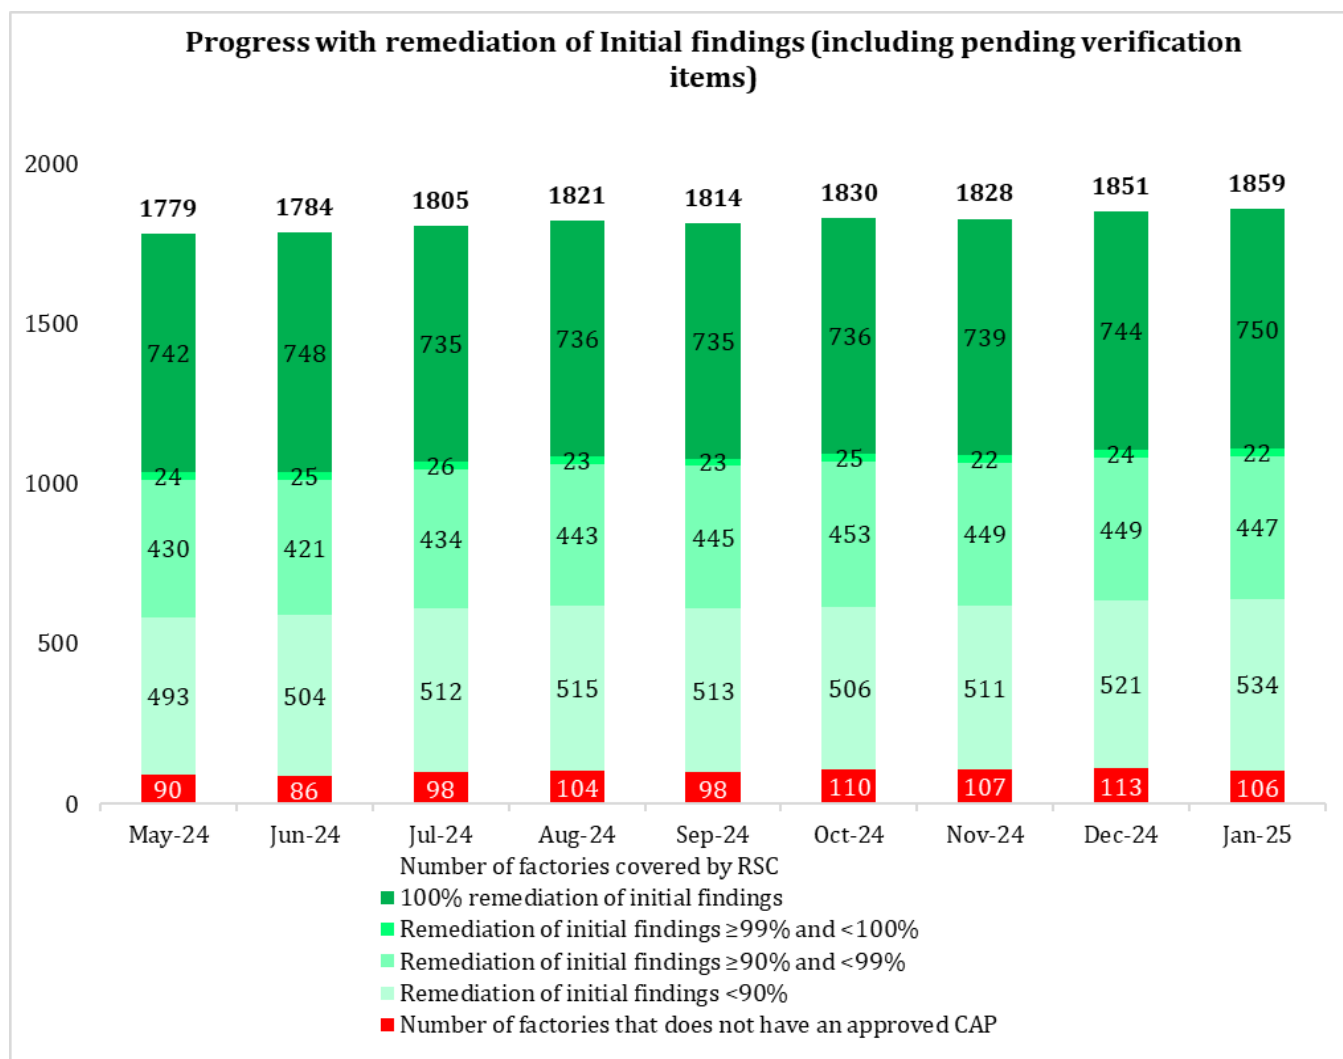 Progress with remediation of Initial findings (including pending verification
items)
2000
1500
1000
500
0
1779 1784 1805 1821 1814 1830 1828 1851 1859
742 748 735 736 735 736 739 744 750
24 25 26 23 23 25 22 24 22
430 421 434 443 445 453 449 449 447
493 504 512 515 513 506 511 521 534
90 86 98 104 98 110 107 113 106
May-24 Jun-24 Jul-24 Aug-24 Sep-24 Oct-24 Nov-24 Dec-24 Jan-25
Number of factories covered by RSC
100% remediation of initial findings
Remediation of initial findings ≥99% and <100%
Remediation of initial findings ≥90% and <99%
Remediation of initial findings <90%
Number of factories that does not have an approved CAP